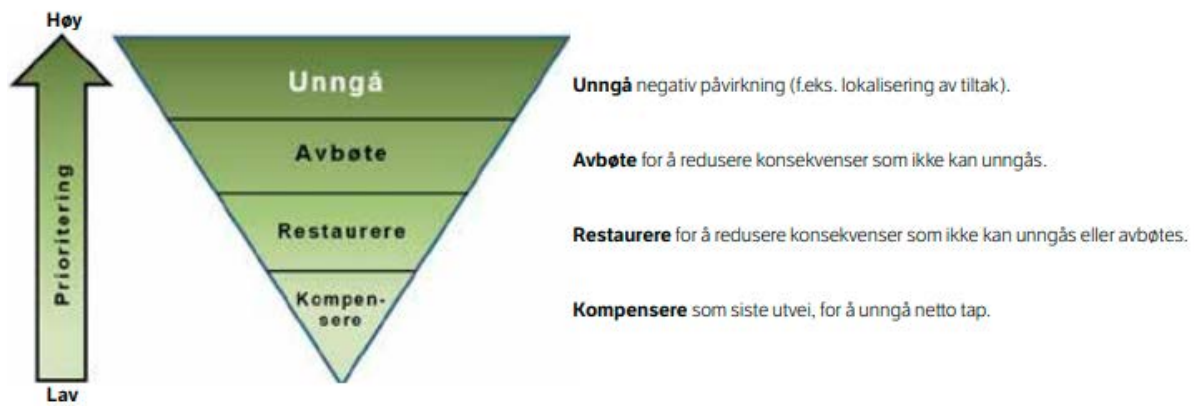 Høy
Prioritering
Lav
Unngå
Avbøte
Restaurere
Kompen-
sere
Unngå negativ påvirkning (f.eks. lokalisering av tiltak).
Avbøte for å redusere konsekvenser som ikke kan unngås.
Restaurere for å redusere konsekvenser som ikke kan unngås eller avbøtes.
Kompensere som siste utvei, for å unngå netto tap.